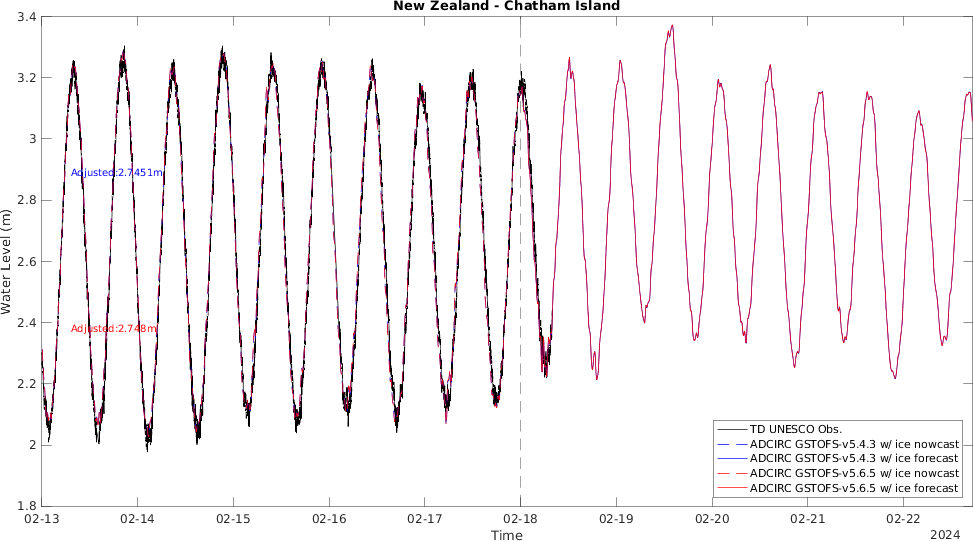 New Zealand - Chatham Island
3.4
3.2
3
2.8
2.6
2.4
2.2
2
1.8
Water Level (m)
Adjusted:2.7451m
Adjusted:2.748m
TD UNESCO Obs.
ADCIRC GSTOFS-v5.4.3 w/ ice nowcast
ADCIRC GSTOFS-v5.4.3 w/ ice forecast
ADCIRC GSTOFS-v5.6.5 w/ ice nowcast
ADCIRC GSTOFS-v5.6.5 w/ ice forecast
02-13 02-14 02-15 02-16 02-17 02-18 02-19 02-20 02-21 02-22
Time
2024